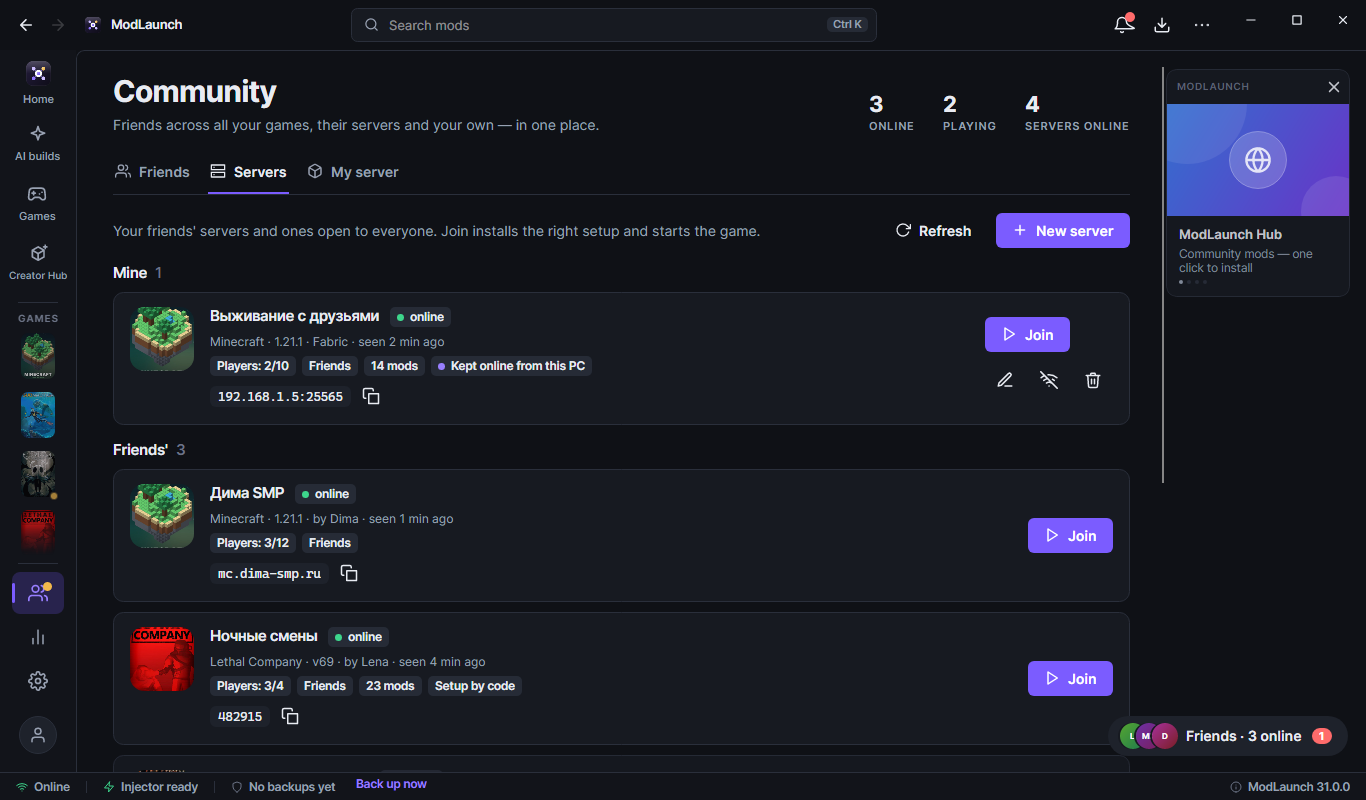 ModLaunch
Search mods
Ctrl K
Home
AI builds
Games
Creator Hub
GAMES
MINECRAFT
LETHAL COMPANY
Community
Friends across all your games, their servers and your own — in one place.
3 ONLINE
2 PLAYING
4 SERVERS ONLINE
Friends
Servers
My server
Your friends' servers and ones open to everyone. Join installs the right setup and starts the game.
Refresh
New server
Mine 1
Выживание с друзьями online
Minecraft · 1.21.1 · Fabric · seen 2 min ago
Players: 2/10 Friends 14 mods Kept online from this PC
192.168.1.5:25565
Join
Friends' 3
Дима SMP online
Minecraft · 1.21.1 · by Dima · seen 1 min ago
Players: 3/12 Friends
mc.dima-smp.ru
Join
COMPANY
Ночные смены online
Lethal Company · v69 · by Lena · seen 4 min ago
Players: 3/4 Friends 23 mods Setup by code
482915
Join
MODLAUNCH
ModLaunch Hub
Community mods — one
click to install
L M D Friends · 3 online 1
Online
Injector ready
No backups yet
Back up now
ModLaunch 31.0.0